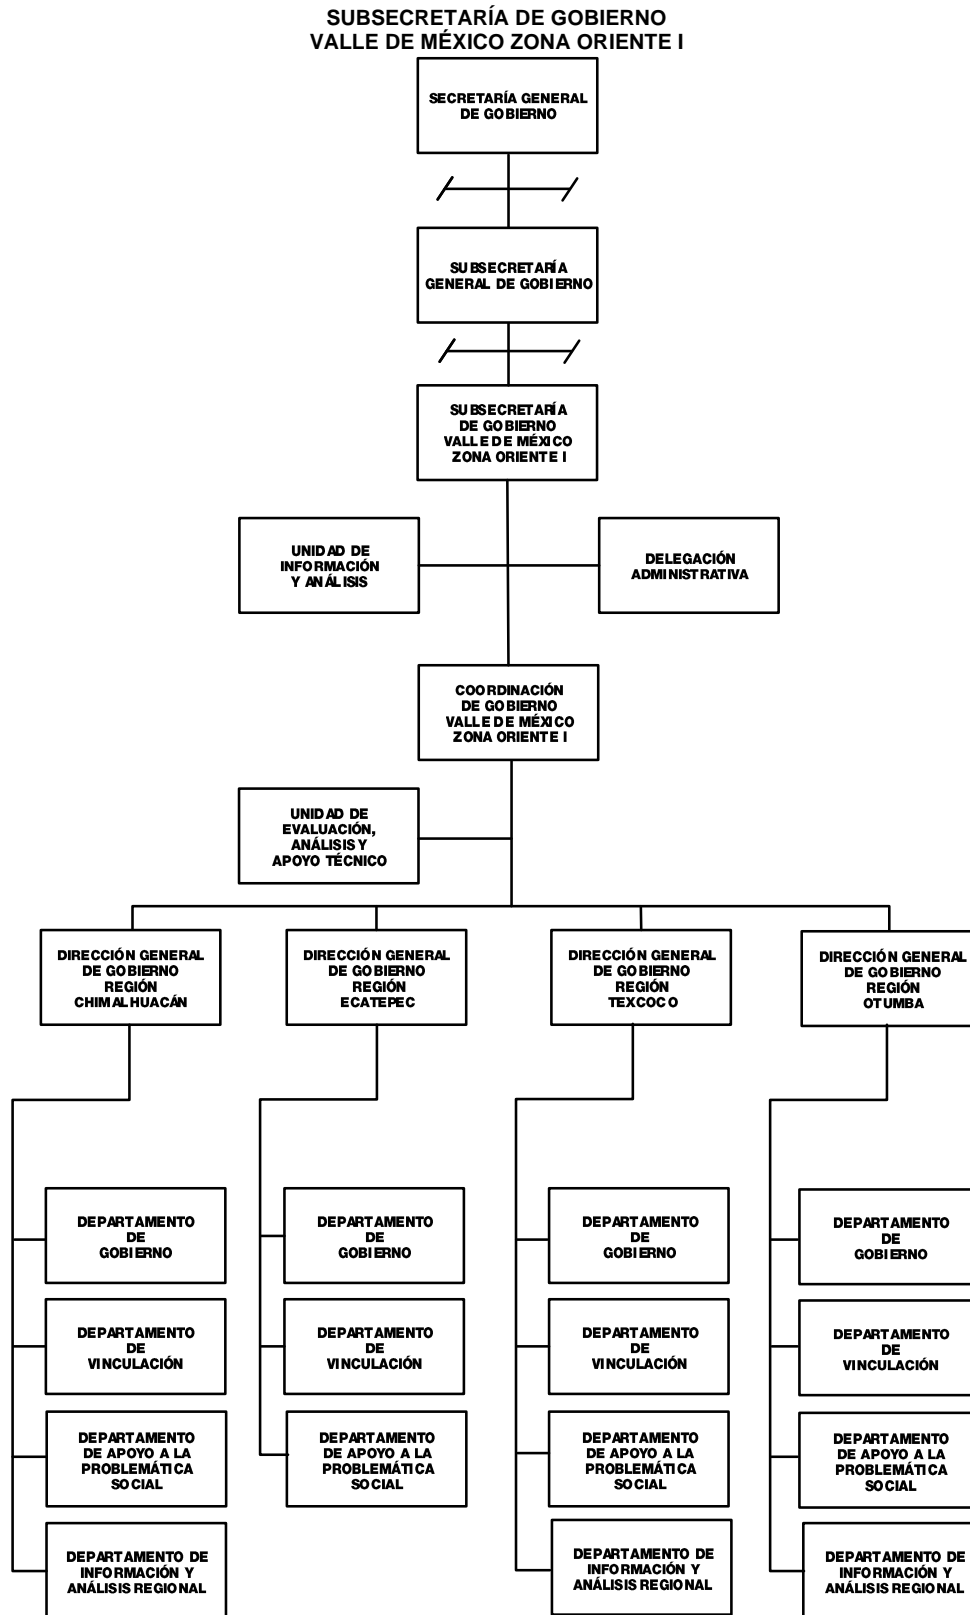 SUBSECRETARÍA DE GOBIERNO
VALLE DE MÉXICO ZONA ORIENTE I
SECRETARÍA GENERAL
DE GOBIERNO
SUBSECRETARÍA
GENERAL DE GOBIERNO
SUBSECRETARÍA
DE GOBIERNO
VALLE DE MÉXICO
ZONA ORIENTE I
UNIDAD DE
INFORMACIÓN
Y ANÁLISIS
DELEGACIÓN
ADMINISTRATIVA
COORDINACIÓN
DE GOBIERNO
VALLE DE MÉXICO
ZONA ORIENTE I
UNIDAD DE
EVALUACIÓN,
ANÁLISIS Y
APOYO TÉCNICO
DIRECCIÓN GENERAL
DE GOBIERNO
REGIÓN
CHIMALHUACÁN
DIRECCIÓN GENERAL
DE GOBIERNO
REGIÓN
ECATEPEC
DIRECCIÓN GENERAL
DE GOBIERNO
REGIÓN
TEXCOCO
DIRECCIÓN GENERAL
DE GOBIERNO
REGIÓN
OTUMBA
DEPARTAMENTO
DE
GOBIERNO
DEPARTAMENTO
DE
GOBIERNO
DEPARTAMENTO
DE
GOBIERNO
DEPARTAMENTO
DE
GOBIERNO
DEPARTAMENTO
DE
VINCULACIÓN
DEPARTAMENTO
DE
VINCULACIÓN
DEPARTAMENTO
DE
VINCULACIÓN
DEPARTAMENTO
DE
VINCULACIÓN
DEPARTAMENTO
DE APOYO A LA
PROBLEMÁTICA
SOCIAL
DEPARTAMENTO
DE APOYO A LA
PROBLEMÁTICA
SOCIAL
DEPARTAMENTO
DE APOYO A LA
PROBLEMÁTICA
SOCIAL
DEPARTAMENTO
DE APOYO A LA
PROBLEMÁTICA
SOCIAL
DEPARTAMENTO DE
INFORMACIÓN Y
ANÁLISIS REGIONAL
DEPARTAMENTO DE
INFORMACIÓN Y
ANÁLISIS REGIONAL
DEPARTAMENTO DE
INFORMACIÓN Y
ANÁLISIS REGIONAL